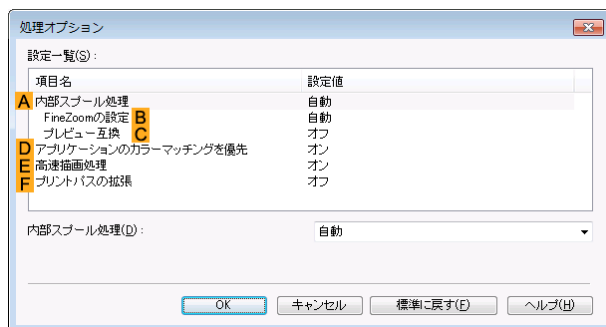 処理オプション
設定一覧(S):
項目名 設定値
A 内部スプール処理 自動
FineZoomの設定 B 自動
プレビュー互換 C オフ
D アプリケーションのカラーマッチングを優先 オン
E 高速描画処理 オン
F プリントパスの拡張 オフ
内部スプール処理(D): 自動
OK キャンセル 標準に戻す(F) ヘルプ(H)